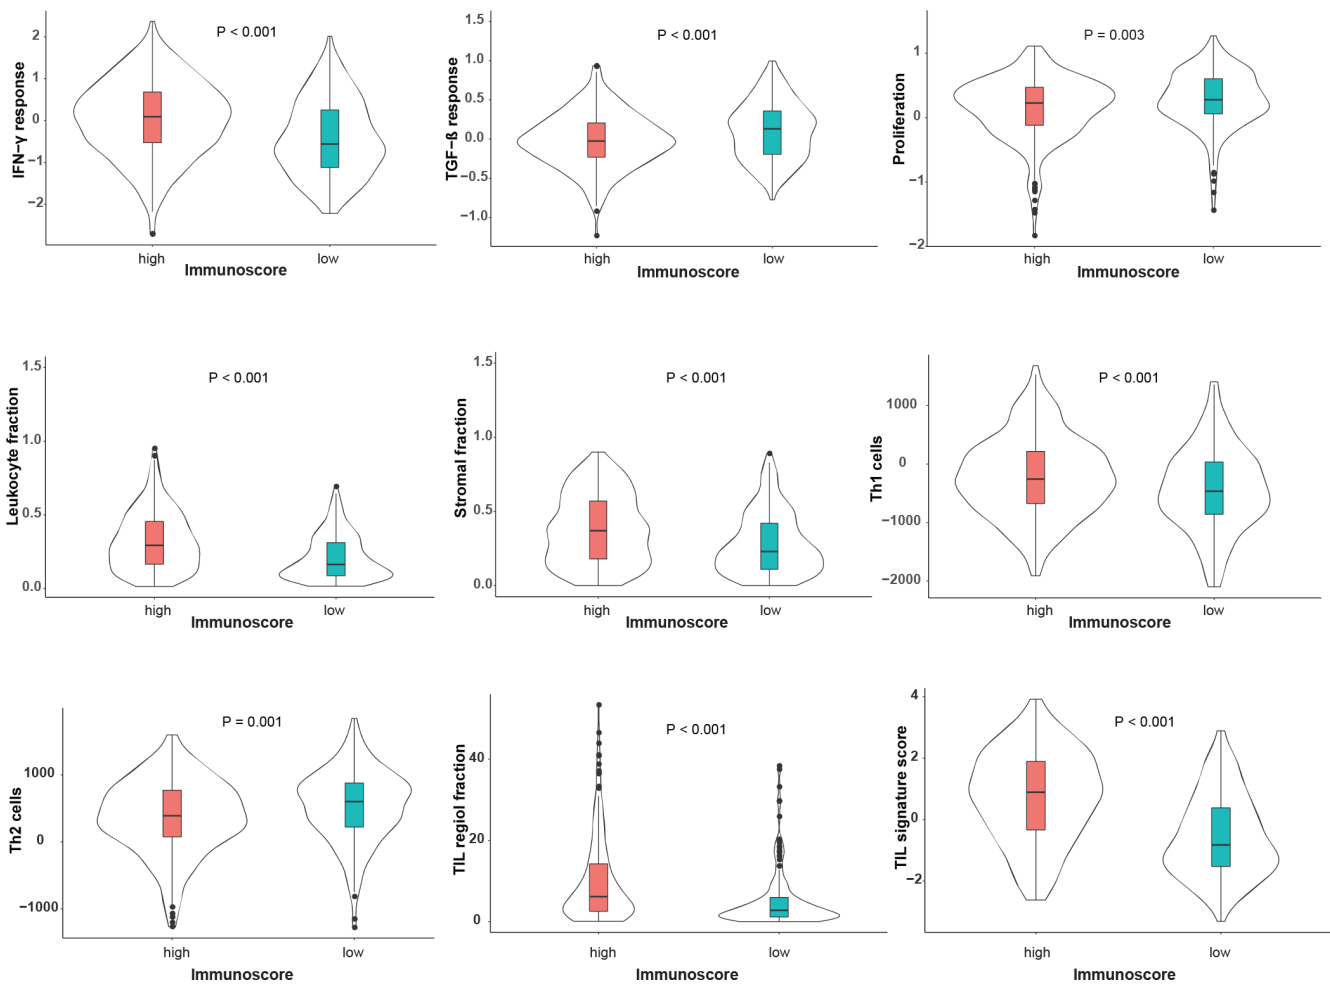 IFN−γ response
2
1
0
−1
−2
P < 0.001
high
low
Immunoscore
TGF−ß response
1.5
1.0
0.5
0.0
−0.5
−1.0
P < 0.001
high
low
Immunoscore
Proliferation
1
0
−1
−2
P = 0.003
high
low
Immunoscore
Leukocyte fraction
1.5
1.0
0.5
0.0
P < 0.001
high
low
Immunoscore
Stromal fraction
1.5
1.0
0.5
0.0
P < 0.001
high
low
Immunoscore
Th1 cells
1000
0
−1000
−2000
P < 0.001
high
low
Immunoscore
Th2 cells
1000
0
−1000
P = 0.001
high
low
Immunoscore
TIL regiol fraction
40
20
0
P < 0.001
high
low
Immunoscore
TIL signature score
4
2
0
−2
P < 0.001
high
low
Immunoscore